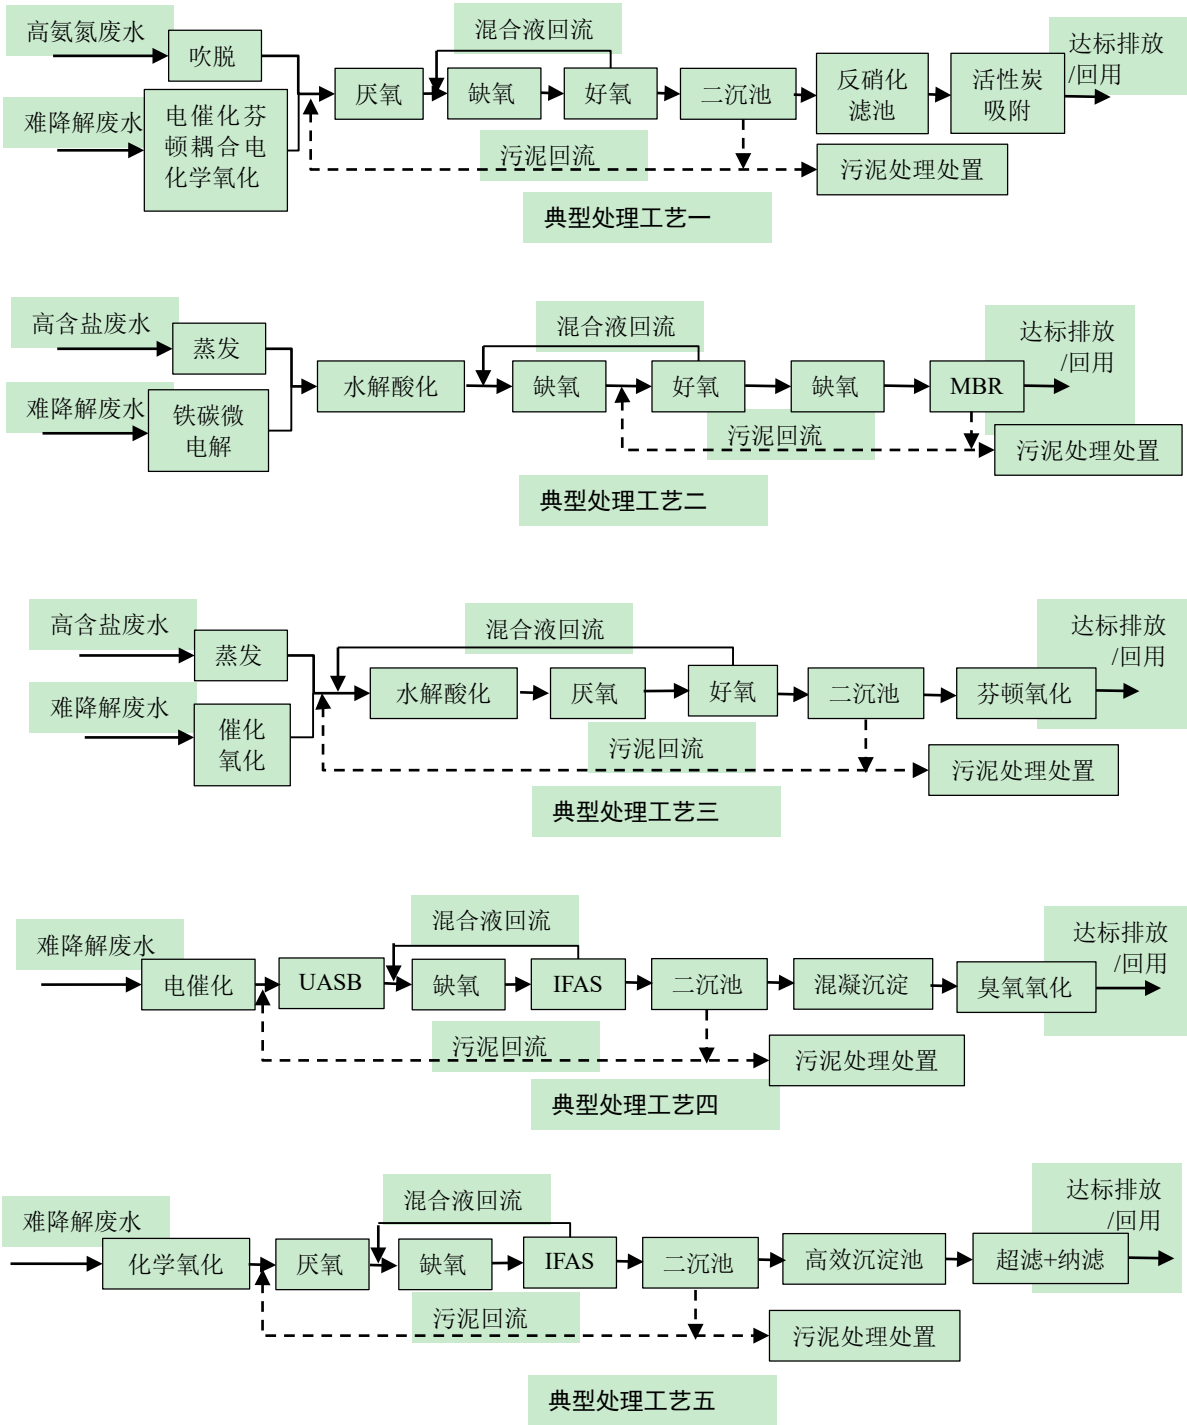 高氨氮废水
吹脱
难降解废水
电催化芬
顿耦合电
化学氧化
混合液回流
厌氧
缺氧
好氧
二沉池
反硝化
滤池
活性炭
吸附
达标排放
/回用
污泥回流
污泥处理处置
典型处理工艺一
高含盐废水
蒸发
难降解废水
铁碳微
电解
水解酸化
混合液回流
缺氧
好氧
缺氧
MBR
达标排放
/回用
污泥回流
污泥处理处置
典型处理工艺二
高含盐废水
蒸发
难降解废水
催化
氧化
混合液回流
水解酸化
厌氧
好氧
二沉池
芬顿氧化
达标排放
/回用
污泥回流
污泥处理处置
典型处理工艺三
难降解废水
电催化
UASB
混合液回流
缺氧
IFAS
二沉池
混凝沉淀
臭氧氧化
达标排放
/回用
污泥回流
污泥处理处置
典型处理工艺四
难降解废水
化学氧化
厌氧
混合液回流
缺氧
IFAS
二沉池
高效沉淀池
超滤+纳滤
达标排放
/回用
污泥回流
污泥处理处置
典型处理工艺五